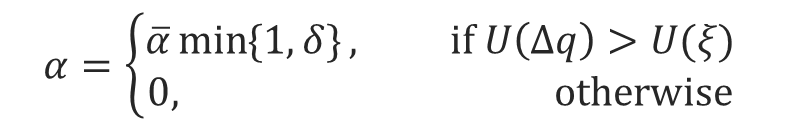 α = { ᾱ min{1, δ} , if U(Δq) > U(ξ)
0, otherwise